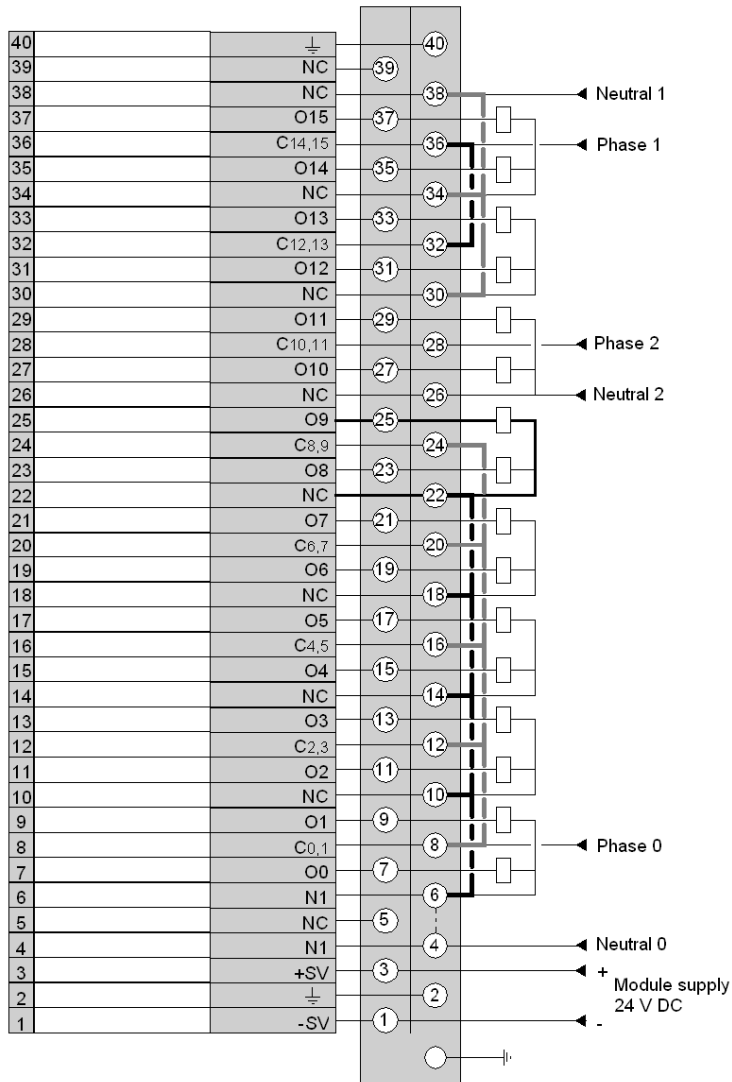 40 ⏚ 40
39 NC 39
38 NC 38 Neutral 1
37 O15 37
36 C14,15 36 Phase 1
35 O14 35
34 NC 34
33 O13 33
32 C12,13 32
31 O12 31
30 NC 30
29 O11 29
28 C10,11 28 Phase 2
27 O10 27
26 NC 26 Neutral 2
25 O9 25
24 C8,9 24
23 O8 23
22 NC 22
21 O7 21
20 C6,7 20
19 O6 19
18 NC 18
17 O5 17
16 C4,5 16
15 O4 15
14 NC 14
13 O3 13
12 C2,3 12
11 O2 11
10 NC 10
9 O1 9
8 C0,1 8 Phase 0
7 O0 7
6 N1 6
5 NC 5
4 N1 4 Neutral 0
3 +SV 3 +
Module supply
2 ⏚ 2 24 V DC
1 -SV 1 -